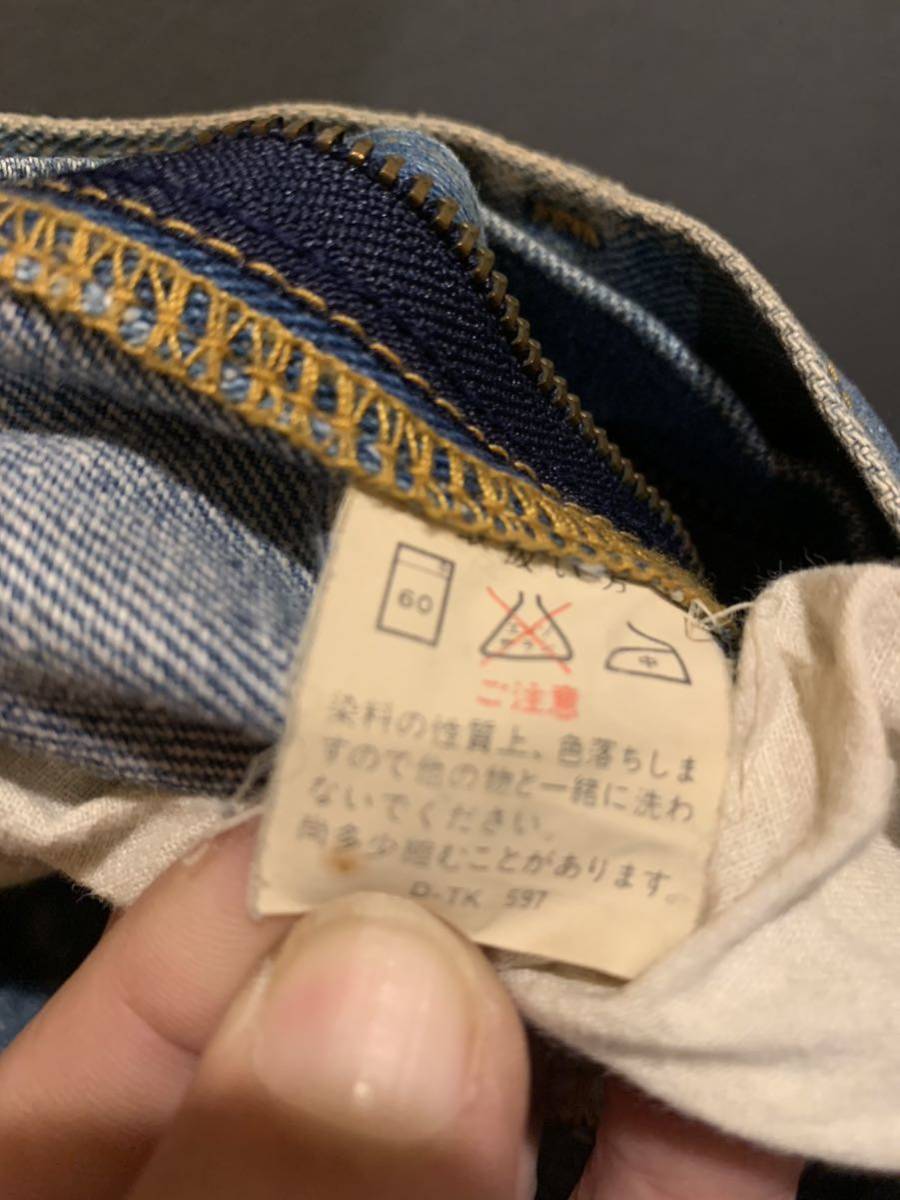 扱い方
60
中
ご注意
染料の性質上、色落ちしま
すので他の物と一緒に洗わ
ないでください。
尚多少縮むことがあります。
597